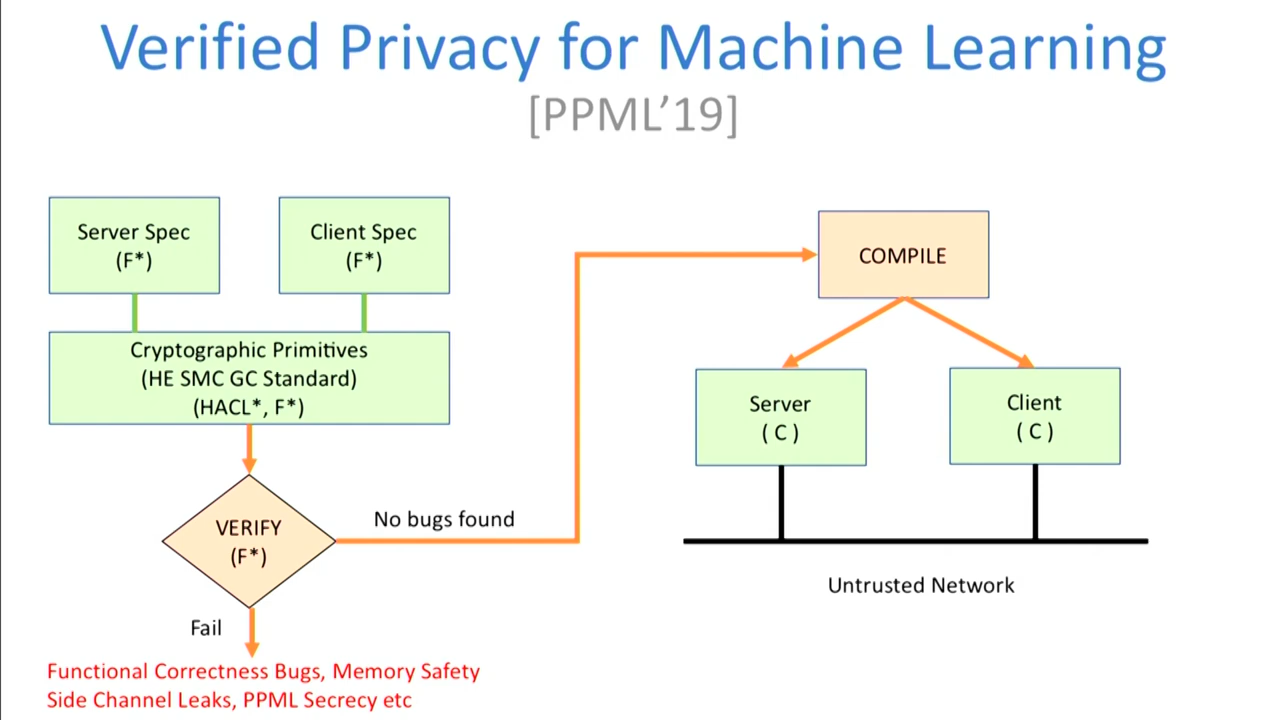 Verified Privacy for Machine Learning
[PPML’19]
Server Spec
(F*)
Client Spec
(F*)
Cryptographic Primitives
(HE SMC GC Standard)
(HACL*, F*)
VERIFY
(F*)
No bugs found
Fail
Functional Correctness Bugs, Memory Safety
Side Channel Leaks, PPML Secrecy etc
COMPILE
Server
( C )
Client
( C )
Untrusted Network